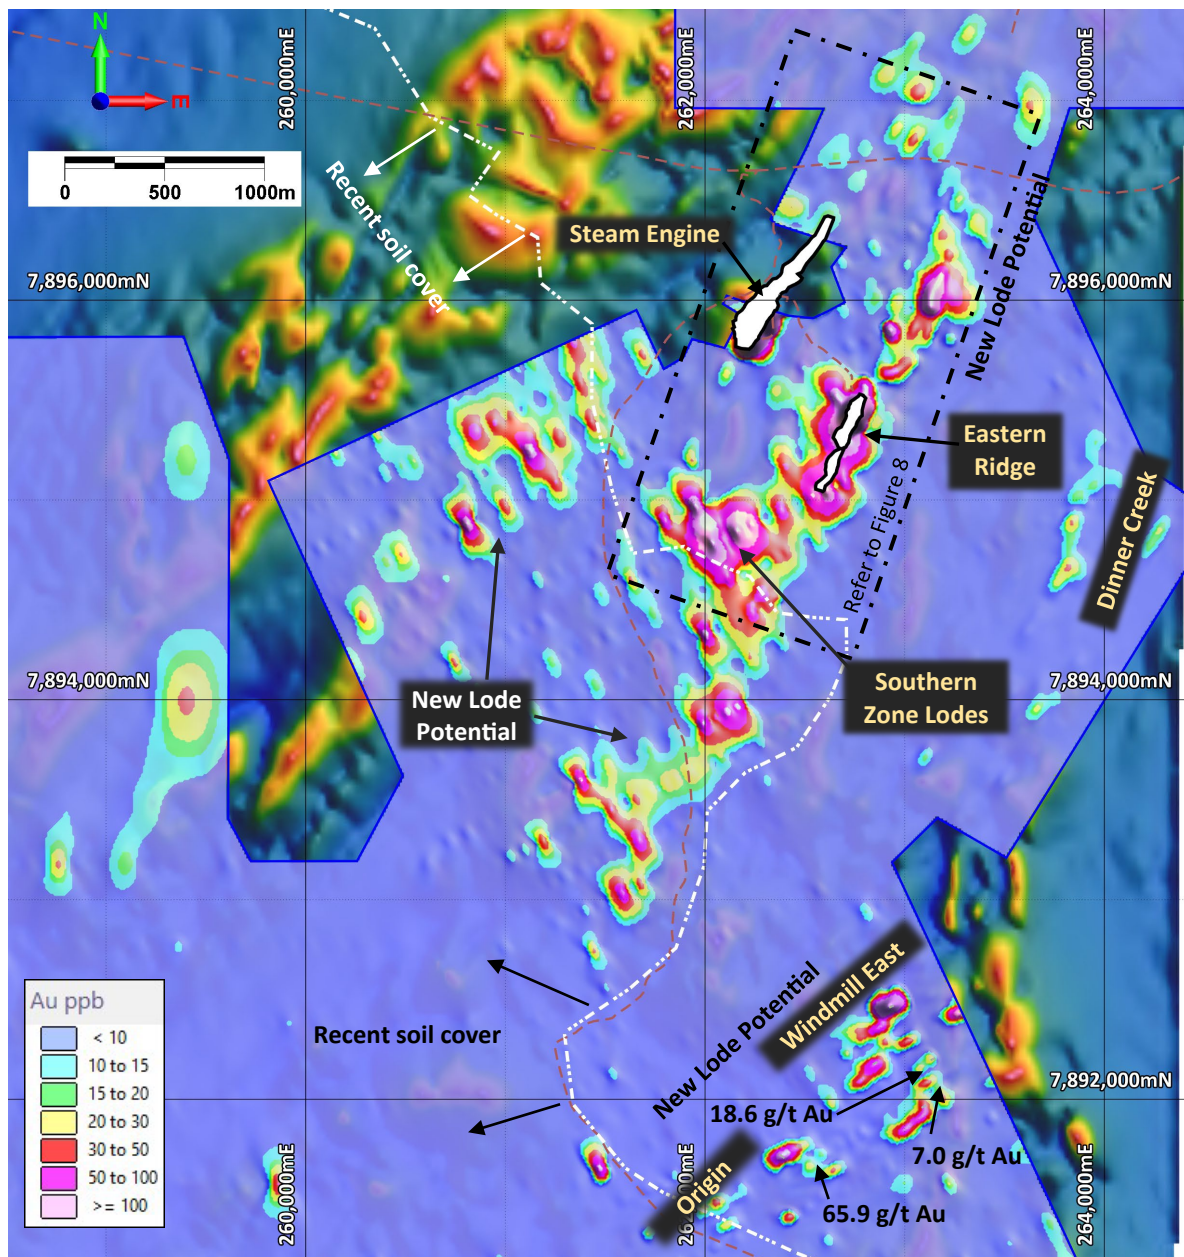 N
E
260,000mE
262,000mE
264,000mE
0 500 1000m
Recent soil cover
Steam Engine
New Lode Potential
7,896,000mN
7,896,000mN
Eastern
Ridge
Dinner Creek
Refer to Figure 8
New Lode
Potential
Southern
Zone Lodes
7,894,000mN
7,894,000mN
Au ppb
< 10
10 to 15
15 to 20
20 to 30
30 to 50
50 to 100
>= 100
Recent soil cover
New Lode Potential
Windmill East
7,892,000mN
18.6 g/t Au
7.0 g/t Au
65.9 g/t Au
Origin
260,000mE
264,000mE